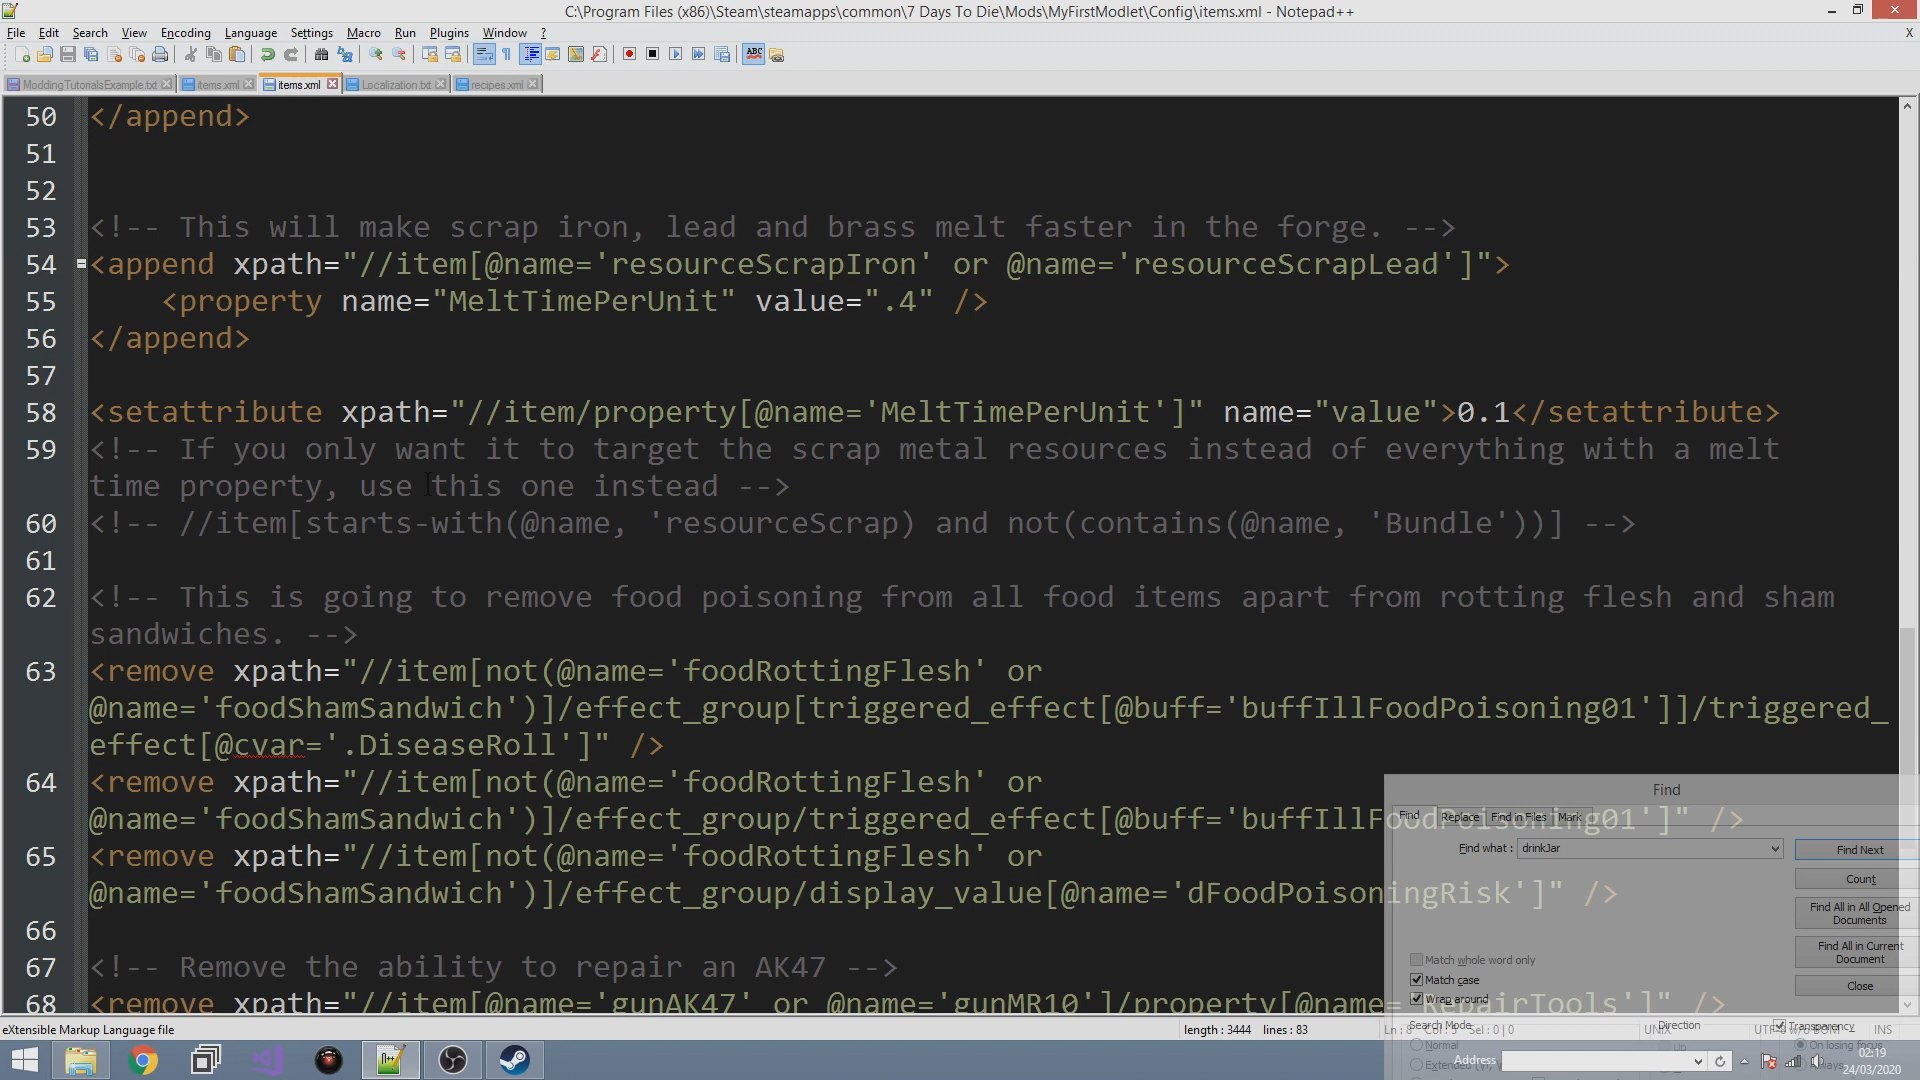 C:\Program Files (x86)\Steam\steamapps\common\7 Days To Die\Mods\MyFirstModlet\Config\items.xml - Notepad++
File Edit Search View Encoding Language Settings Macro Run Plugins Window ? X
ModdingTutorialsExample.txt items.xml items.xml Localization.txt recipes.xml
50 </append>
51
52
53 <!-- This will make scrap iron, lead and brass melt faster in the forge. -->
54 <append xpath="//item[@name='resourceScrapIron' or @name='resourceScrapLead']">
55 <property name="MeltTimePerUnit" value=".4" />
56 </append>
57
58 <setattribute xpath="//item/property[@name='MeltTimePerUnit']" name="value">0.1</setattribute>
59 <!-- If you only want it to target the scrap metal resources instead of everything with a melt
time property, use this one instead -->
60 <!-- //item[starts-with(@name, 'resourceScrap) and not(contains(@name, 'Bundle'))] -->
61
62 <!-- This is going to remove food poisoning from all food items apart from rotting flesh and sham
sandwiches. -->
63 <remove xpath="//item[not(@name='foodRottingFlesh' or
@name='foodShamSandwich')]/effect_group[triggered_effect[@buff='buffIllFoodPoisoning01']]/triggered_
effect[@cvar='.DiseaseRoll']" />
64 <remove xpath="//item[not(@name='foodRottingFlesh' or
@name='foodShamSandwich')]/effect_group/triggered_effect[@buff='buffIllFoodPoisoning01']" />
65 <remove xpath="//item[not(@name='foodRottingFlesh' or
@name='foodShamSandwich')]/effect_group/display_value[@name='dFoodPoisoningRisk']" />
66
67 <!-- Remove the ability to repair an AK47 -->
68 <remove xpath="//item[@name='gunAK47' or @name='gunMR10']/property[@name='RepairTools']" />
Find
Find Replace Find in Files Mark
Find what : drinkJar
Find Next
Count
Find All in All Opened
Documents
Find All in Current
Document
Close
Match whole word only
Match case
Wrap around
Search Mode
Normal
Direction
Up
Transparency
On losing focus
Always
eXtensible Markup Language file
length : 3444 lines : 83
Sel : 0 | 0
UNIX
INS
Address
02:19
24/03/2020